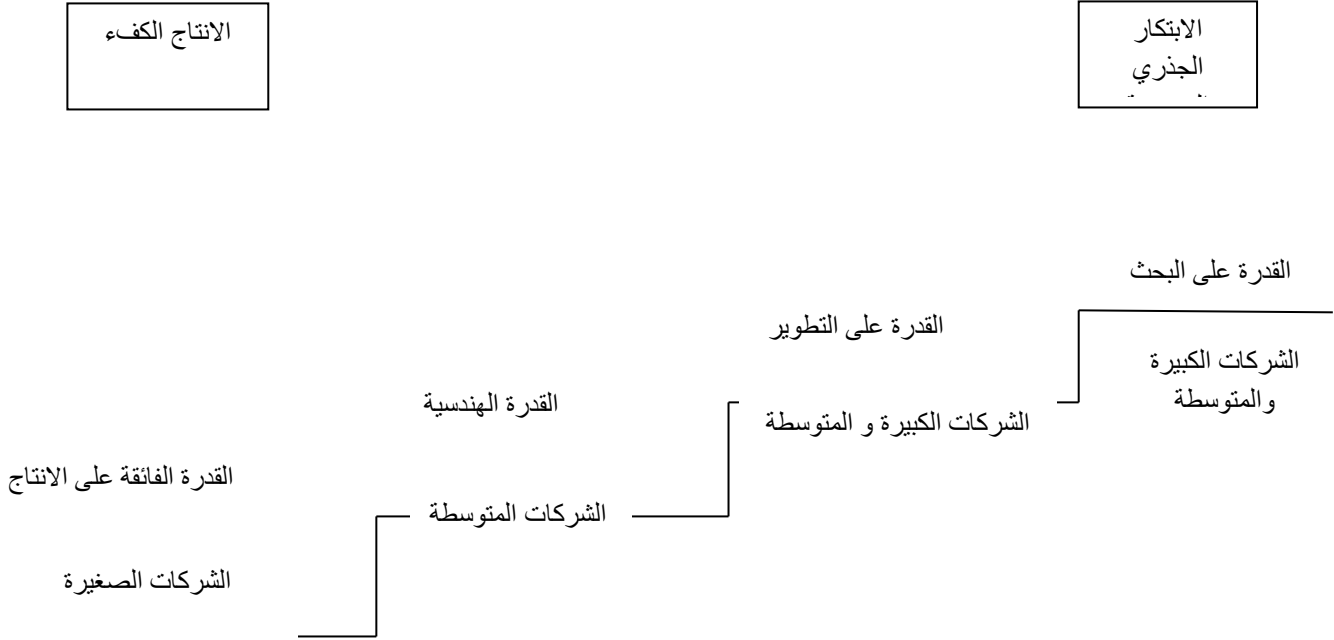 الابتكار
الجذري
الانتاج الكفء
القدرة على البحث
الشركات الكبيرة
والمتوسطة
القدرة على التطوير
الشركات الكبيرة و المتوسطة
القدرة الهندسية
الشركات المتوسطة
القدرة الفائقة على الانتاج
الشركات الصغيرة